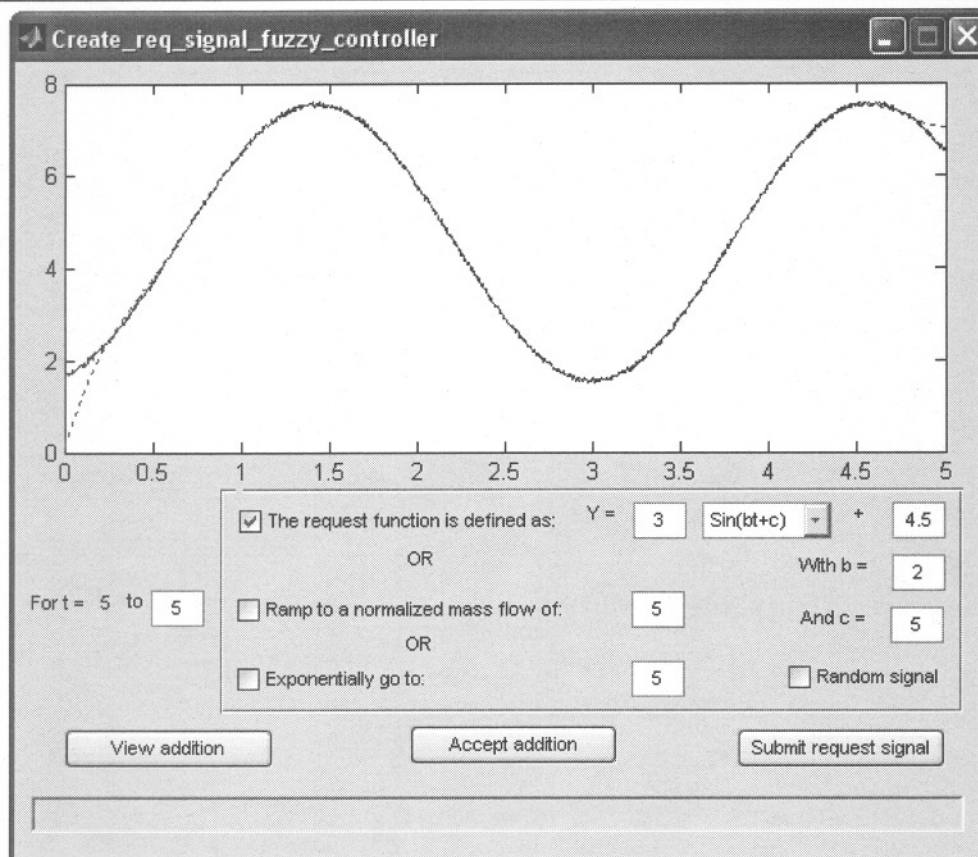 Create_req_signal_fuzzy_controller
8
6
4
2
0
0 0.5 1 1.5 2 2.5 3 3.5 4 4.5 5
The request function is defined as: Y = 3 Sin(bt+c) + 4.5
OR
With b = 2
For t = 5 to 5
Ramp to a normalized mass flow of: 5
And c = 5
OR
Exponentially go to: 5
Random signal
View addition
Accept addition
Submit request signal